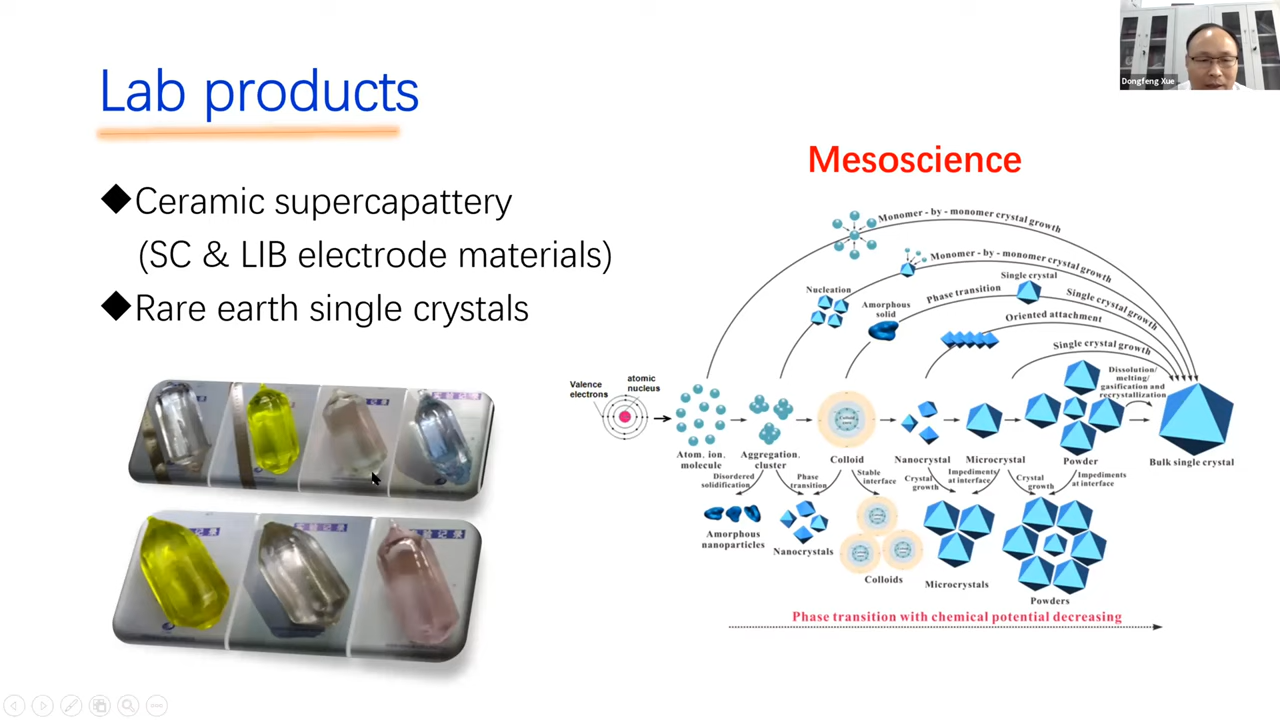 Lab products
Dongfeng Xue
◆Ceramic supercapattery
(SC & LIB electrode materials)
◆Rare earth single crystals
Mesoscience
Monomer - by - monomer crystal growth
Monomer - by - monomer crystal growth
Nucleation
Single crystal
Phase transition
Amorphous
solid
Single crystal growth
Oriented attachment
Single crystal growth
Dissolution/
melting/
gasification and
recrystallization
Valence
electrons
atomic
nucleus
Atom, ion,
molecule
Aggregation,
cluster
Colloid
Nanocrystal
Microcrystal
Powder
Bulk single crystal
Disordered
solidification
Phase
transition
Stable
interface
Crystal
growth
Impediments
at interface
Crystal
growth
Impediments
at interface
Amorphous
nanoparticles
Nanocrystals
Colloids
Microcrystals
Powders
Phase transition with chemical potential decreasing